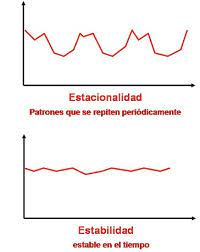 Estacionalidad
Patrones que se repiten periódicamente
Estabilidad
estable en el tiempo